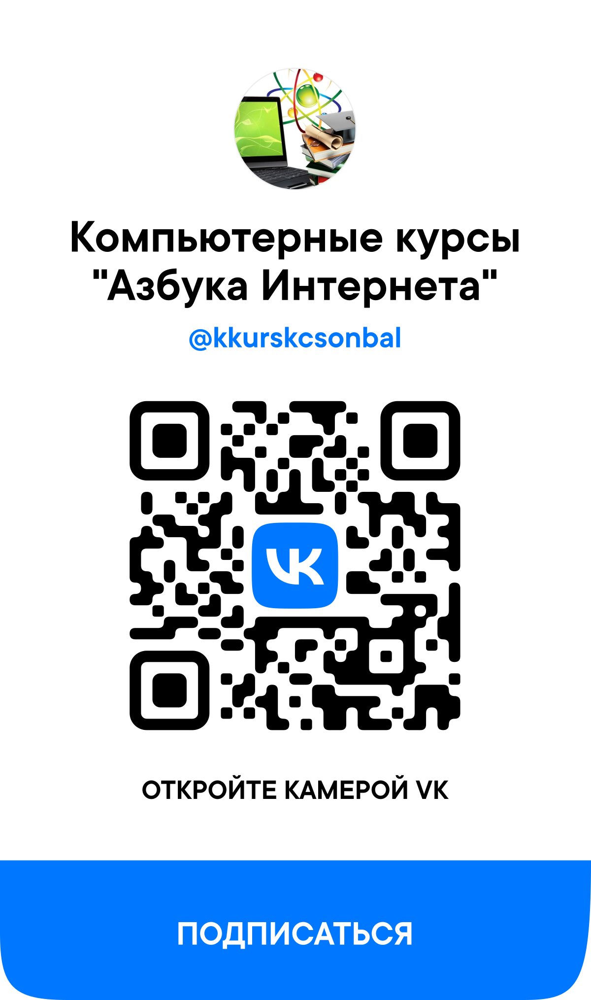 Компьютерные курсы
"Азбука Интернета"
@kkurskcsonbal
VK
ОТКРОЙТЕ КАМЕРОЙ VK
ПОДПИСАТЬСЯ